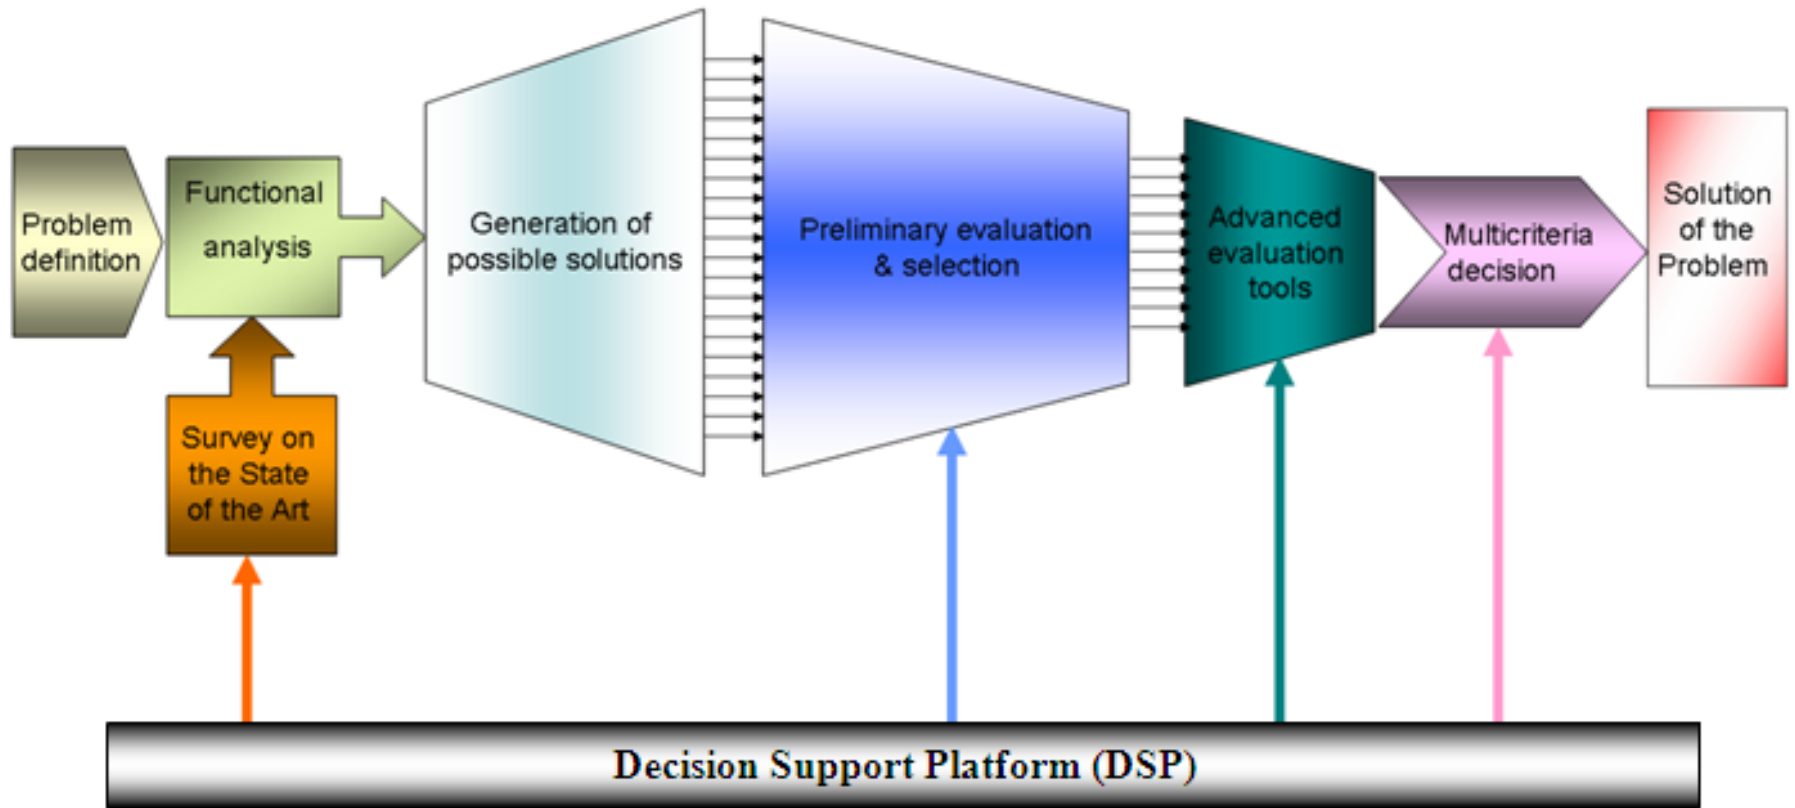 Problem
definition
Functional
analysis
Survey on
the State
of the Art
Generation of
possible solutions
Preliminary evaluation
& selection
Advanced
evaluation
tools
Multicriteria
decision
Solution
of the
Problem
Decision Support Platform (DSP)